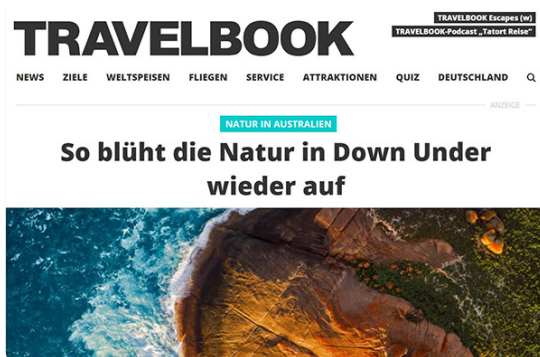 TRAVELBOOK
TRAVELBOOK Escapes (w)
TRAVELBOOK-Podcast „Tatort Reise“
NEWS ZIELE WELTSPEISEN FLIEGEN SERVICE ATTRAKTIONEN QUIZ DEUTSCHLAND
ANZEIGE
NATUR IN AUSTRALIEN
So blüht die Natur in Down Under
wieder auf